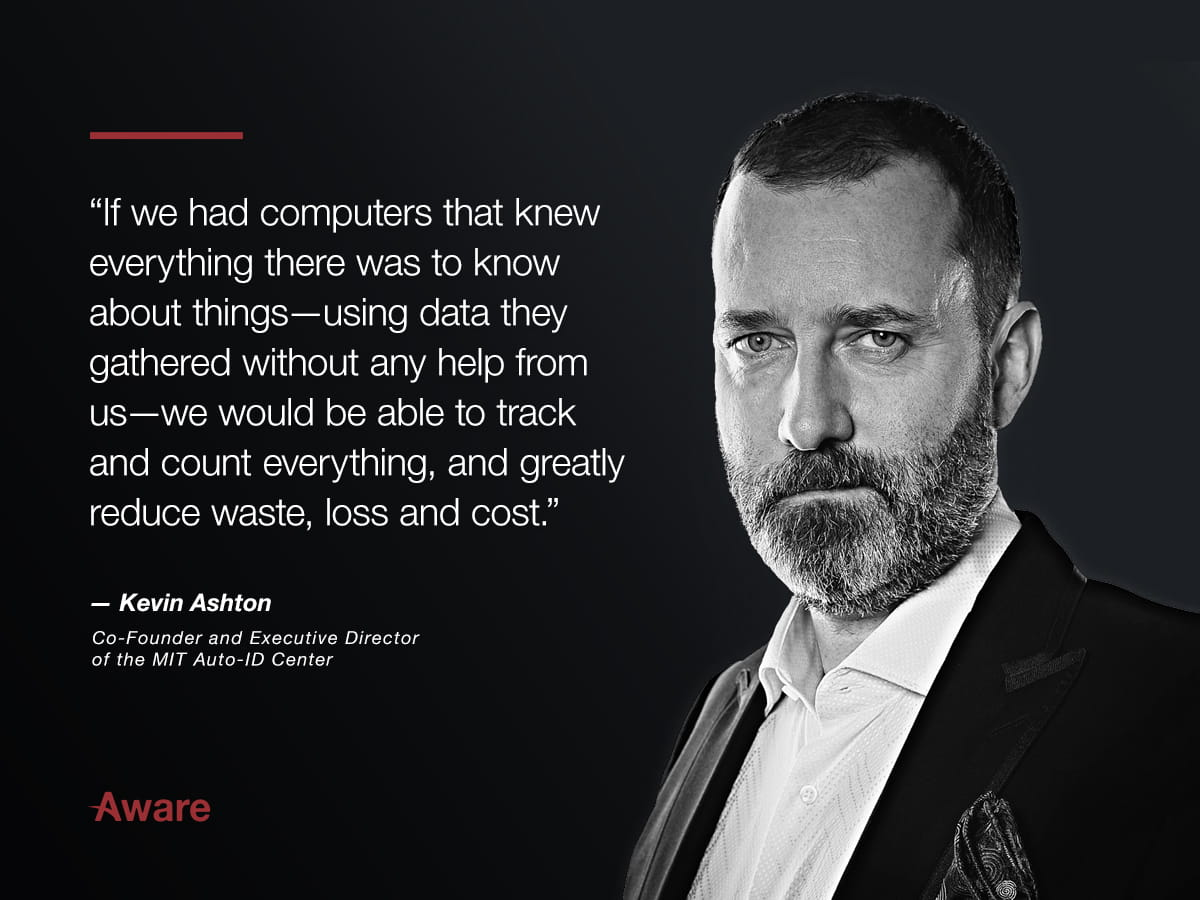 “If we had computers that knew
everything there was to know
about things—using data they
gathered without any help from
us—we would be able to track
and count everything, and greatly
reduce waste, loss and cost.”
— Kevin Ashton
Co-Founder and Executive Director
of the MIT Auto-ID Center
Aware